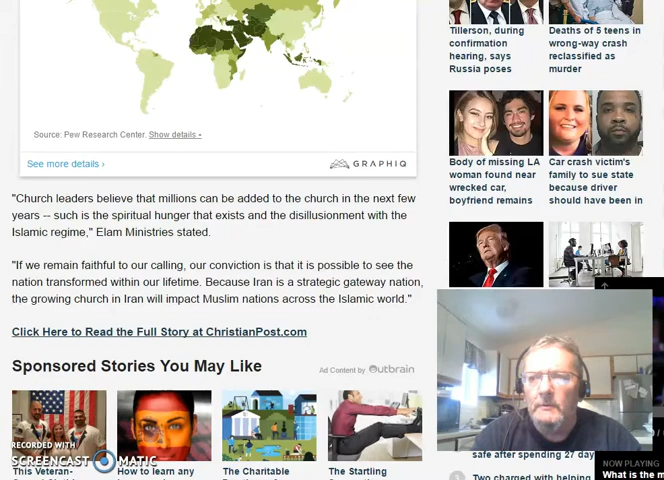 Source: Pew Research Center. Show details
See more details ›
GRAPHIQ
"Church leaders believe that millions can be added to the church in the next few
years -- such is the spiritual hunger that exists and the disillusionment with the
Islamic regime," Elam Ministries stated.
"If we remain faithful to our calling, our conviction is that it is possible to see the
nation transformed within our lifetime. Because Iran is a strategic gateway nation,
the growing church in Iran will impact Muslim nations across the Islamic world."
Click Here to Read the Full Story at ChristianPost.com
Sponsored Stories You May Like
Ad Content by Outbrain
RECORDED WITH
SCREENCAST MATIC
This Veteran-
How to learn any
The Charitable
The Startling
Tillerson, during
confirmation
hearing, says
Russia poses
Deaths of 5 teens in
wrong-way crash
reclassified as
murder
Body of missing LA
woman found near
wrecked car,
boyfriend remains
Car crash victim's
family to sue state
because driver
should have been in
safe after spending 27 day
Two charged with helping
NOW PLAYING
What is the m